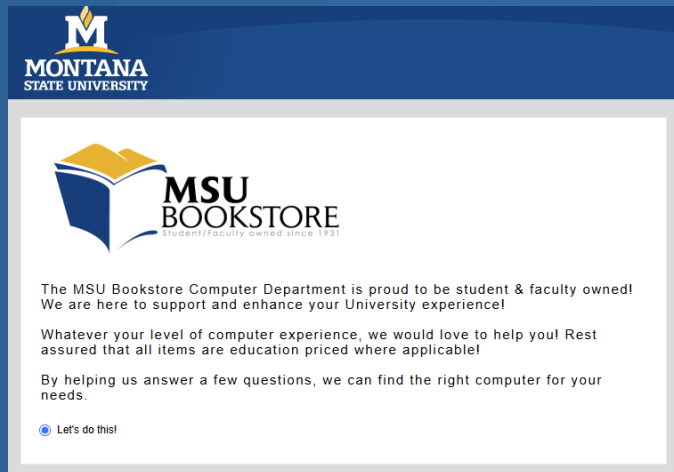 M
MONTANA
STATE UNIVERSITY
MSU
BOOKSTORE
Student/Faculty owned since 1931
The MSU Bookstore Computer Department is proud to be student & faculty owned!
We are here to support and enhance your University experience!
Whatever your level of computer experience, we would love to help you! Rest
assured that all items are education priced where applicable!
By helping us answer a few questions, we can find the right computer for your
needs.
Let's do this!